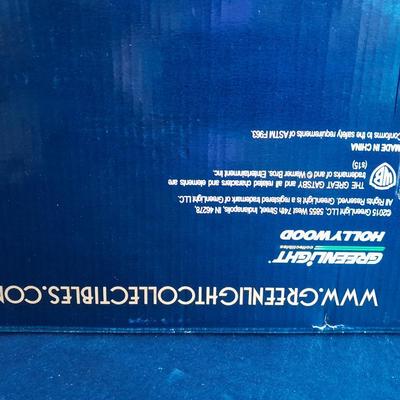 GREENLIGHT
collectibles
HOLLYWOOD
©2015 GreenLight, LLC, 5855 West 74th Street, Indianapolis, IN 46278.
All Rights Reserved. GreenLight is registered trademark GreenLight LLC.
THE GREAT GATSBY and all related characters and elements are
trademarks of and © Warner Bros. Entertainment Inc.
(s15)
WB
MADE IN CHINA
Conforms to the safety requirements of ASTM F963.
WWW.GREENLIGHTCOLLECTIBLES.CO